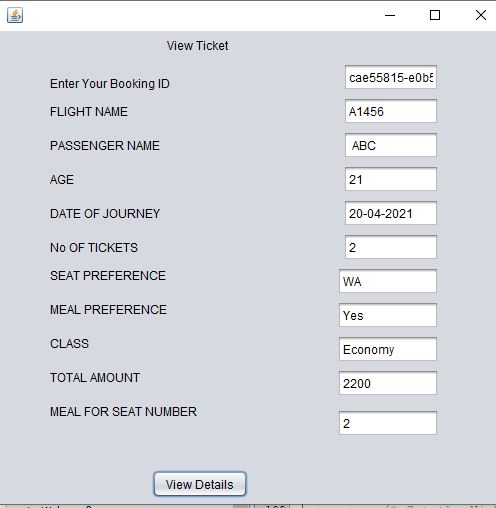 View Ticket
Enter Your Booking ID cae55815-e0b5
FLIGHT NAME A1456
PASSENGER NAME ABC
AGE 21
DATE OF JOURNEY 20-04-2021
No OF TICKETS 2
SEAT PREFERENCE WA
MEAL PREFERENCE Yes
CLASS Economy
TOTAL AMOUNT 2200
MEAL FOR SEAT NUMBER 2
View Details